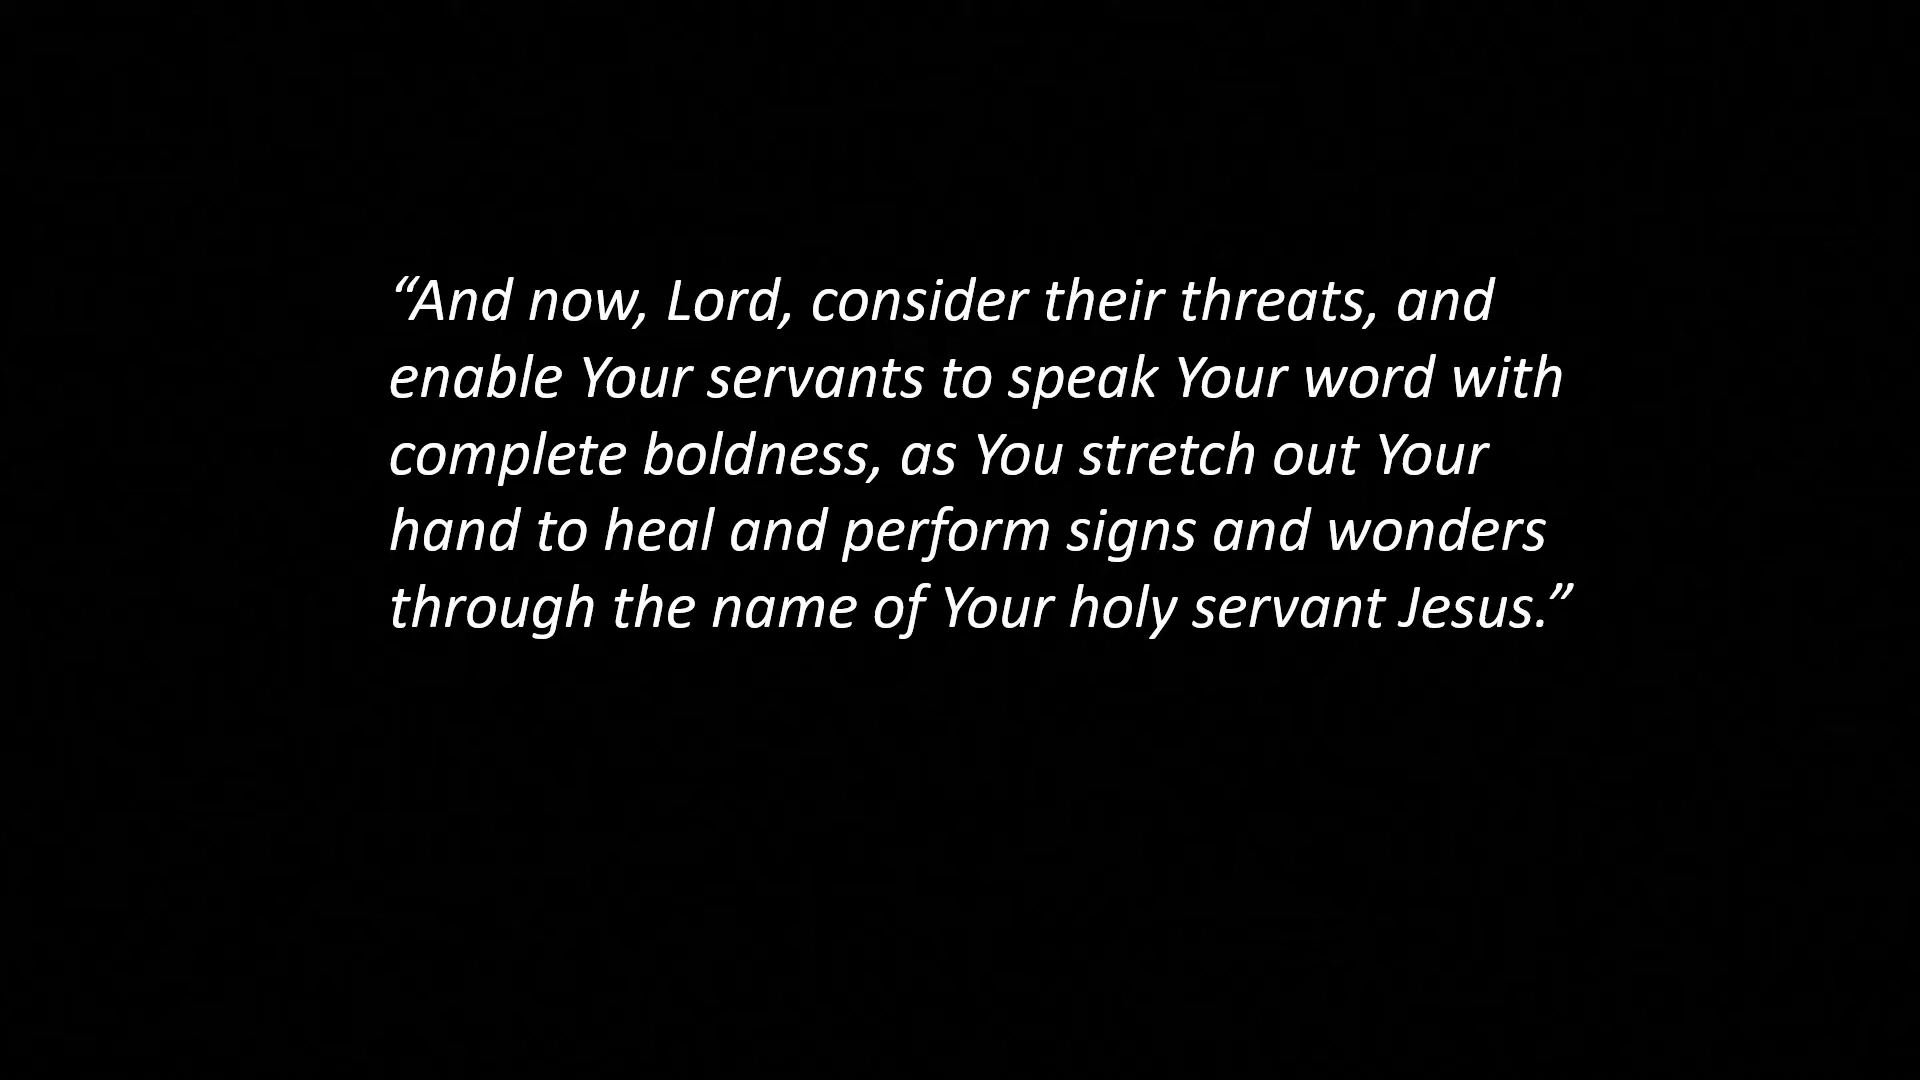 “And now, Lord, consider their threats, and
enable Your servants to speak Your word with
complete boldness, as You stretch out Your
hand to heal and perform signs and wonders
through the name of Your holy servant Jesus.”